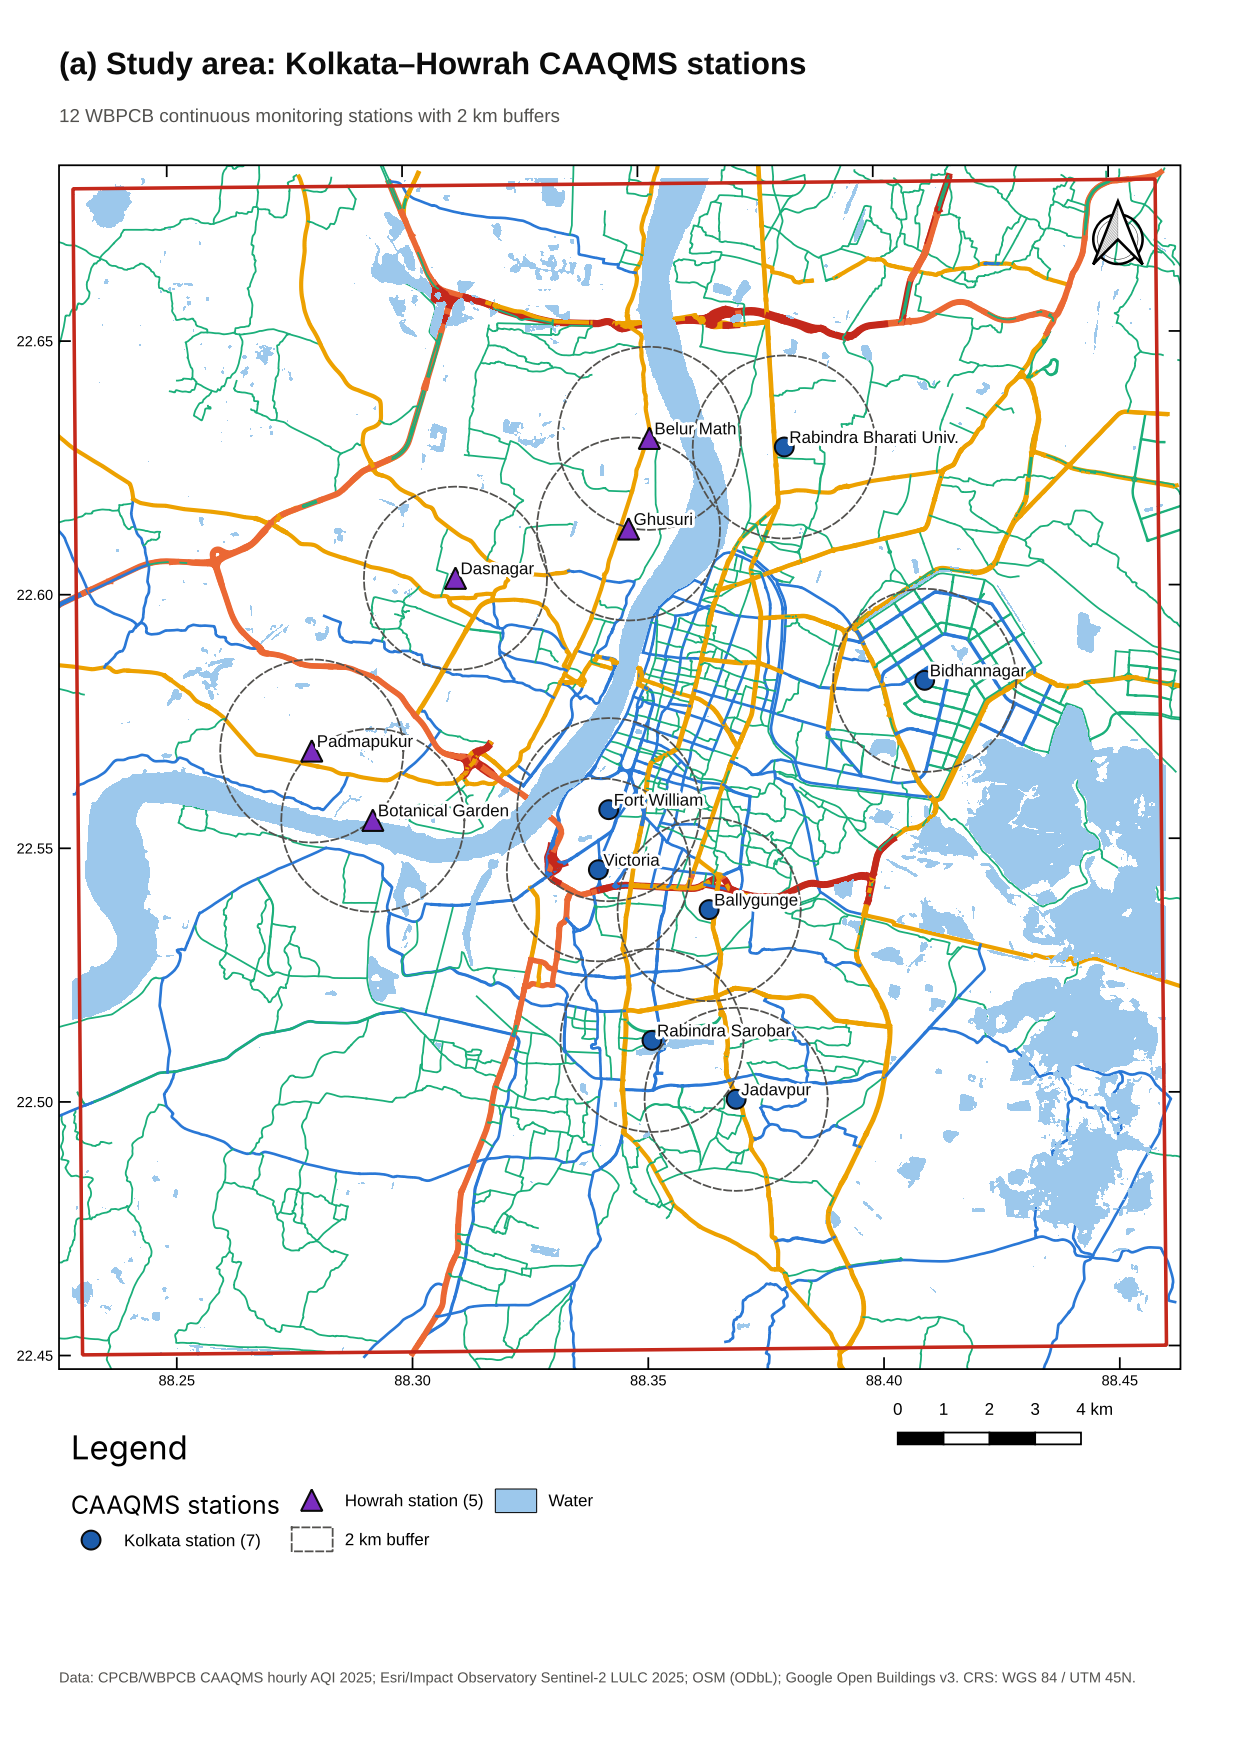 (a) Study area: Kolkata–Howrah CAAQMS stations
12 WBPCB continuous monitoring stations with 2 km buffers
22.65
Belur Math
Rabindra Bharati Univ.
Ghusuri
Dasnagar
22.60
Bidhannagar
Padmapukur
Fort William
Botanical Garden
22.55
Victoria
Ballygunge
Rabindra Sarobar
Jadavpur
22.50
22.45
88.25 88.30 88.35 88.40 88.45
0 1 2 3 4 km
Legend
CAAQMS stations
Howrah station (5)
Water
Kolkata station (7)
2 km buffer
Data: CPCB/WBPCB CAAQMS hourly AQI 2025; Esri/Impact Observatory Sentinel-2 LULC 2025; OSM (ODbL); Google Open Buildings v3. CRS: WGS 84 / UTM 45N.